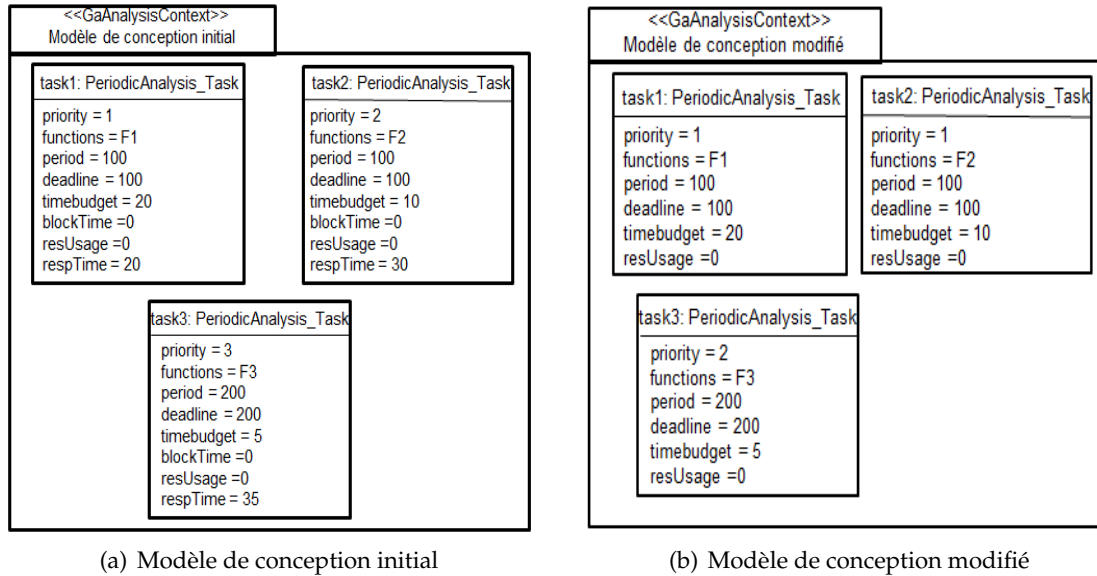 <<GaAnalysisContext>>
Modèle de conception initial
task1: PeriodicAnalysis_Task
priority = 1
functions = F1
period = 100
deadline = 100
timebudget = 20
blockTime =0
resUsage =0
respTime = 20
task2: PeriodicAnalysis_Task
priority = 2
functions = F2
period = 100
deadline = 100
timebudget = 10
blockTime =0
resUsage =0
respTime = 30
task3: PeriodicAnalysis_Task
priority = 3
functions = F3
period = 200
deadline = 200
timebudget = 5
blockTime =0
resUsage =0
respTime = 35
(a) Modèle de conception initial
<<GaAnalysisContext>>
Modèle de conception modifié
task1: PeriodicAnalysis_Task
priority = 1
functions = F1
period = 100
deadline = 100
timebudget = 20
resUsage =0
task2: PeriodicAnalysis_Task
priority = 1
functions = F2
period = 100
deadline = 100
timebudget = 10
resUsage =0
task3: PeriodicAnalysis_Task
priority = 2
functions = F3
period = 200
deadline = 200
timebudget = 5
resUsage =0
(b) Modèle de conception modifié